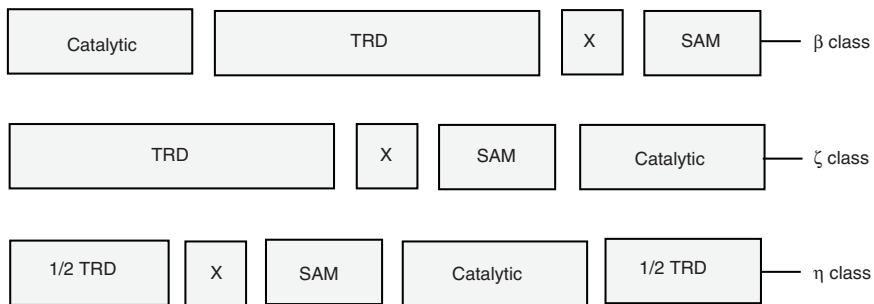 Catalytic TRD X SAM β class
TRD X SAM Catalytic ζ class
1/2 TRD X SAM Catalytic 1/2 TRD η class